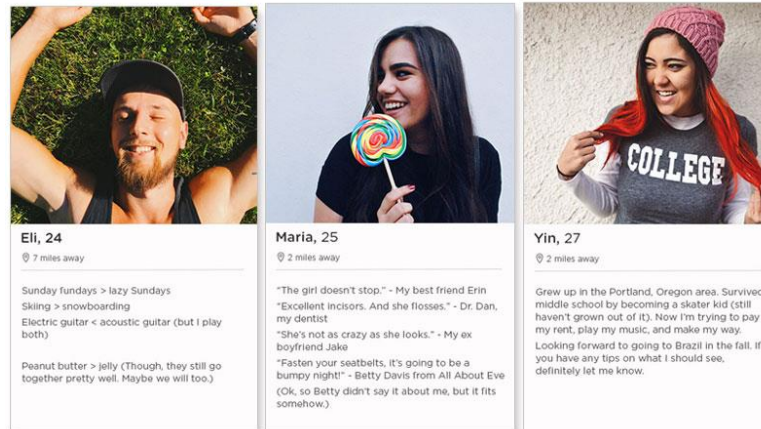 Eli, 24
7 miles away
Sunday fundays > lazy Sundays
Skiing > snowboarding
Electric guitar < acoustic guitar (but I play
both)
Peanut butter > jelly (Though, they still go
together pretty well. Maybe we will too.)
Maria, 25
2 miles away
"The girl doesn't stop." - My best friend Erin
"Excellent incisors. And she flosses." - Dr. Dan,
my dentist
"She's not as crazy as she looks." - My ex
boyfriend Jake
"Fasten your seatbelts, it's going to be a
bumpy night!" - Betty Davis from All About Eve
(Ok, so Betty didn't say it about me, but it fits
somehow.)
COLLEGE
Yin, 27
2 miles away
Grew up in the Portland, Oregon area. Survived
middle school by becoming a skater kid (still
haven't grown out of it). Now I'm trying to pay
my rent, play my music, and make my way.
Looking forward to going to Brazil in the fall. If
you have any tips on what I should see,
definitely let me know.